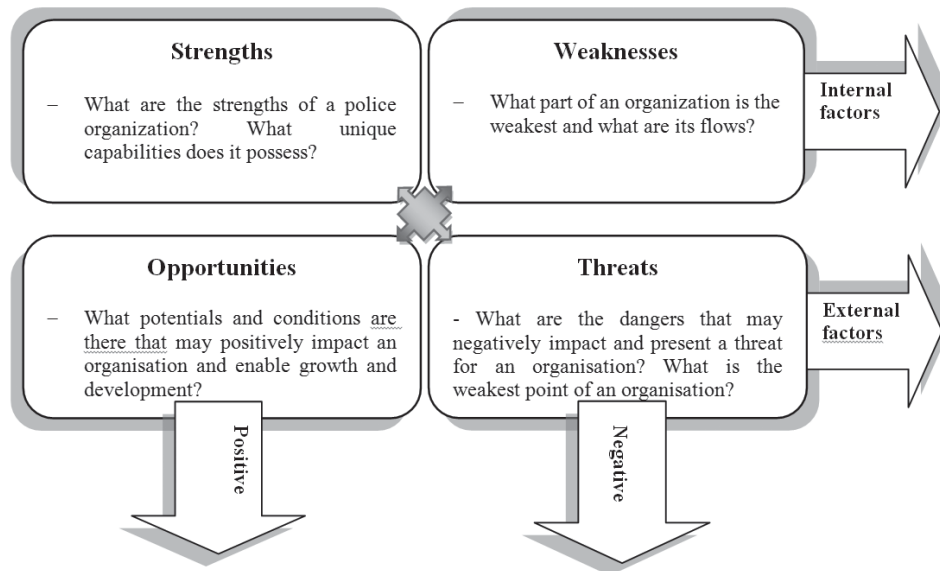 Strengths
– What are the strengths of a police
organization? What unique
capabilities does it possess?
Weaknesses
– What part of an organization is the
weakest and what are its flows?
Internal
factors
Opportunities
– What potentials and conditions are
there that may positively impact an
organisation and enable growth and
development?
Threats
- What are the dangers that may
negatively impact and present a threat
for an organisation? What is the
weakest point of an organisation?
External
factors
Positive
Negative